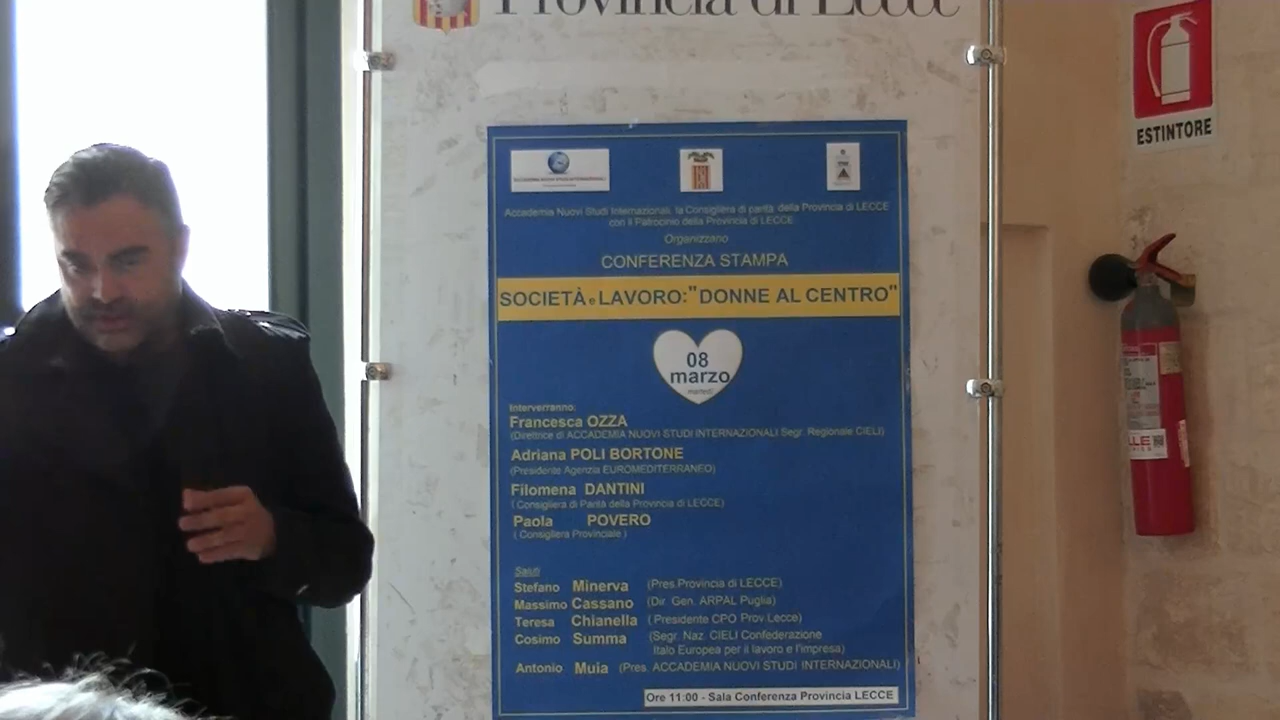 Provincia di Lecce
ESTINTORE
ACCADEMIA NUOVI STUDI INTERNAZIONALI
Accademia Nuovi Studi Internazionali, la Consigliera di parità della Provincia di LECCE
con il Patrocinio della Provincia di LECCE
Organizzano
CONFERENZA STAMPA
SOCIETÀ e LAVORO: "DONNE AL CENTRO"
08
marzo
martedì
Interverranno:
Francesca OZZA
(Direttrice di ACCADEMIA NUOVI STUDI INTERNAZIONALI Segr. Regionale CIELI)
Adriana POLI BORTONE
(Presidente Agenzia EUROMEDITERRANEO)
Filomena DANTINI
( Consigliera di Parità della Provincia di LECCE)
Paola POVERO
( Consigliera Provinciale )
Saluti
Stefano Minerva (Pres.Provincia di LECCE)
Massimo Cassano (Dir. Gen. ARPAL Puglia)
Teresa Chianella ( Presidente CPO Prov.Lecce)
Cosimo Summa (Segr. Naz. CIELI Confederazione
Italo Europea per il lavoro e l'impresa)
Antonio Muia (Pres. ACCADEMIA NUOVI STUDI INTERNAZIONALI)
Ore 11:00 - Sala Conferenza Provincia LECCE